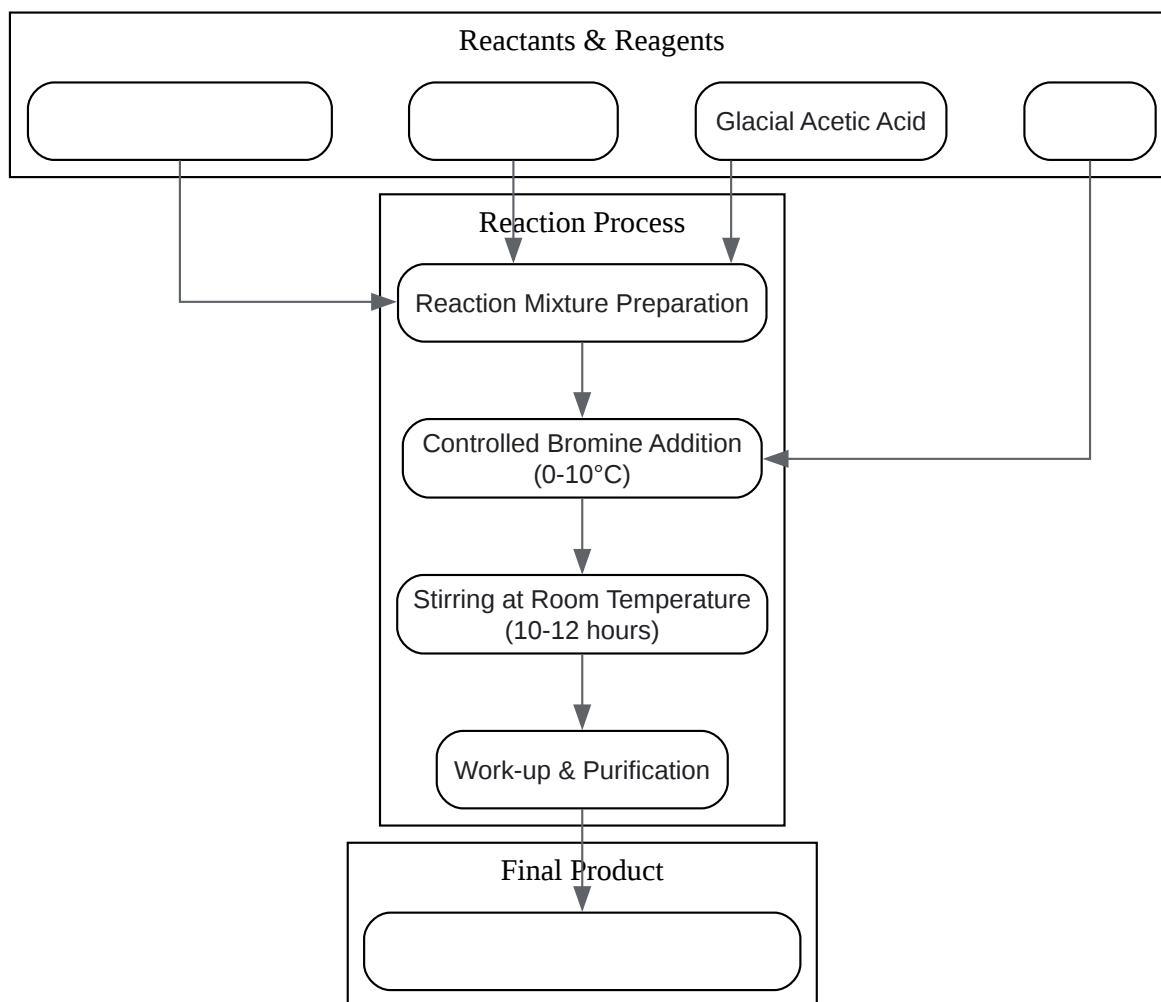 Reactants & Reagents
Glacial Acetic Acid
Reaction Process
Reaction Mixture Preparation
Controlled Bromine Addition
(0-10°C)
Stirring at Room Temperature
(10-12 hours)
Work-up & Purification
Final Product